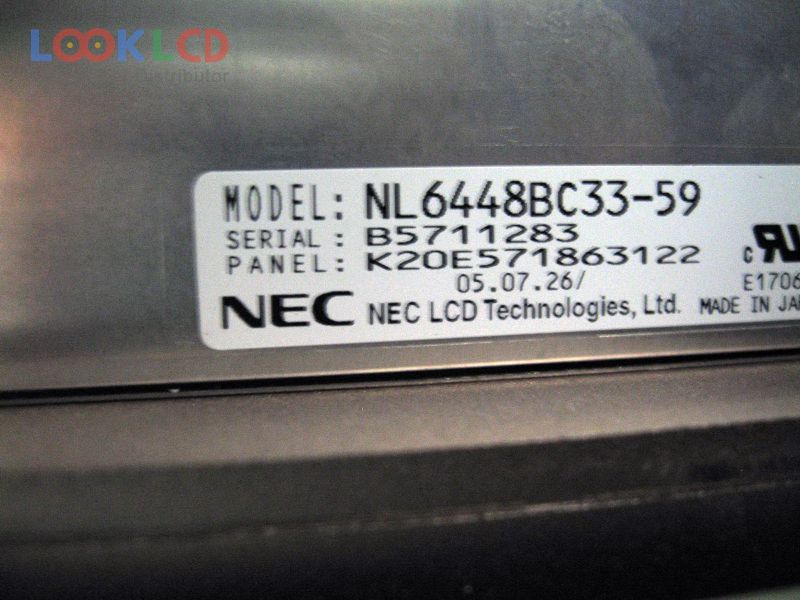 LOOKLCD
distributor
MODEL: NL6448BC33-59
SERIAL : B5711283
PANEL: K20E571863122
05.07.26/
E1706
NEC NEC LCD Technologies, Ltd. MADE IN JA